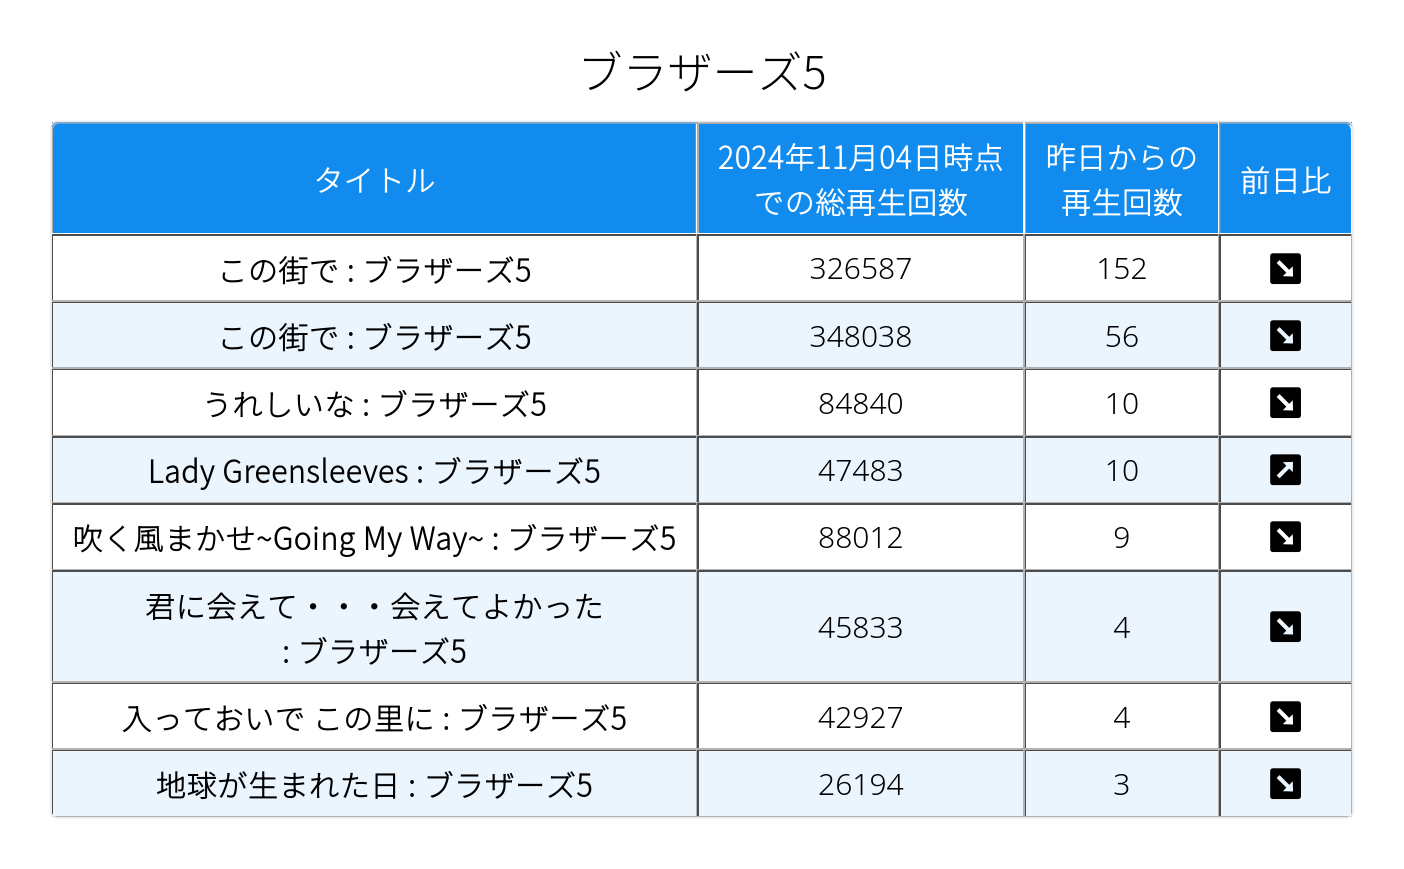 ブラザーズ5
タイトル
2024年11月04日時点
での総再生回数
昨日からの
再生回数
前日比
この街で : ブラザーズ5
326587
152
この街で : ブラザーズ5
348038
56
うれしいな : ブラザーズ5
84840
10
Lady Greensleeves : ブラザーズ5
47483
10
吹く風まかせ~Going My Way~ : ブラザーズ5
88012
9
君に会えて・・・会えてよかった
: ブラザーズ5
45833
4
入っておいで この里に : ブラザーズ5
42927
4
地球が生まれた日 : ブラザーズ5
26194
3